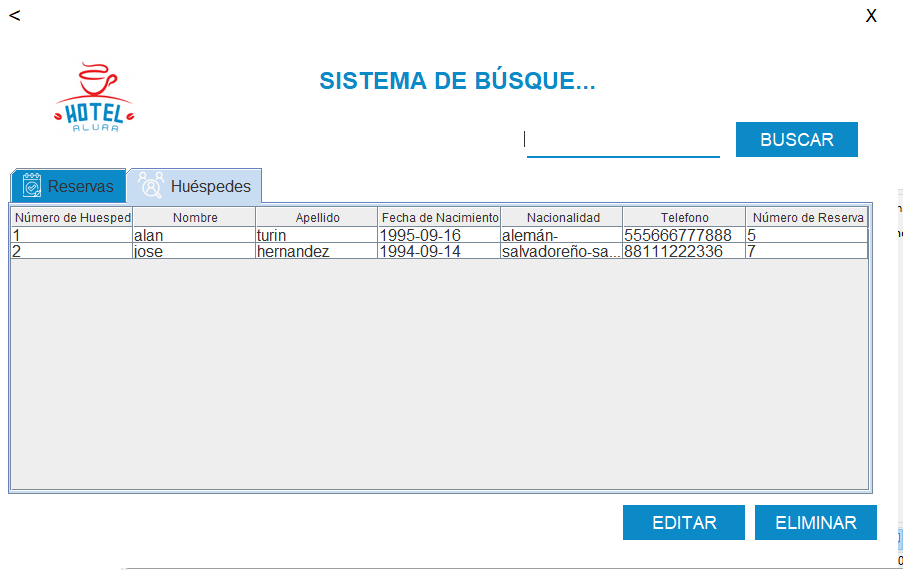 < X
HOTEL
ALURA
SISTEMA DE BÚSQUE...
BUSCAR
Reservas Huéspedes
Número de Huesped Nombre Apellido Fecha de Nacimiento Nacionalidad Telefono Número de Reserva
1 alan turin 1995-09-16 alemán- 555666777888 5
2 jose hernandez 1994-09-14 salvadoreño-sa... 88111222336 7
EDITAR ELIMINAR